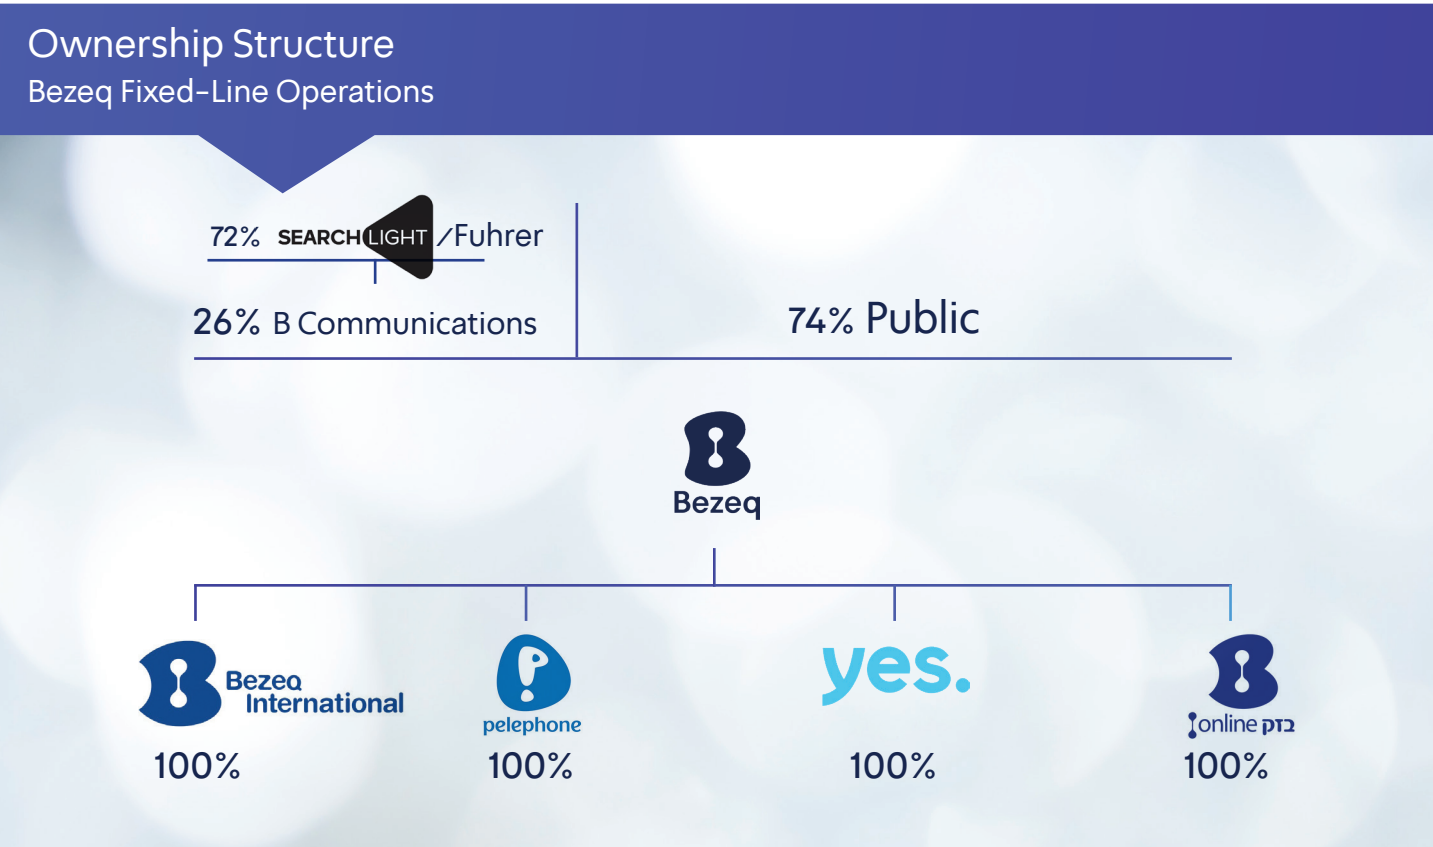 Ownership Structure
Bezeq Fixed-Line Operations
72% SEARCHLIGHT /Fuhrer
26% B Communications
74% Public
Bezeq
Bezeq
International
pelephone
yes.
online בזק
100%
100%
100%
100%